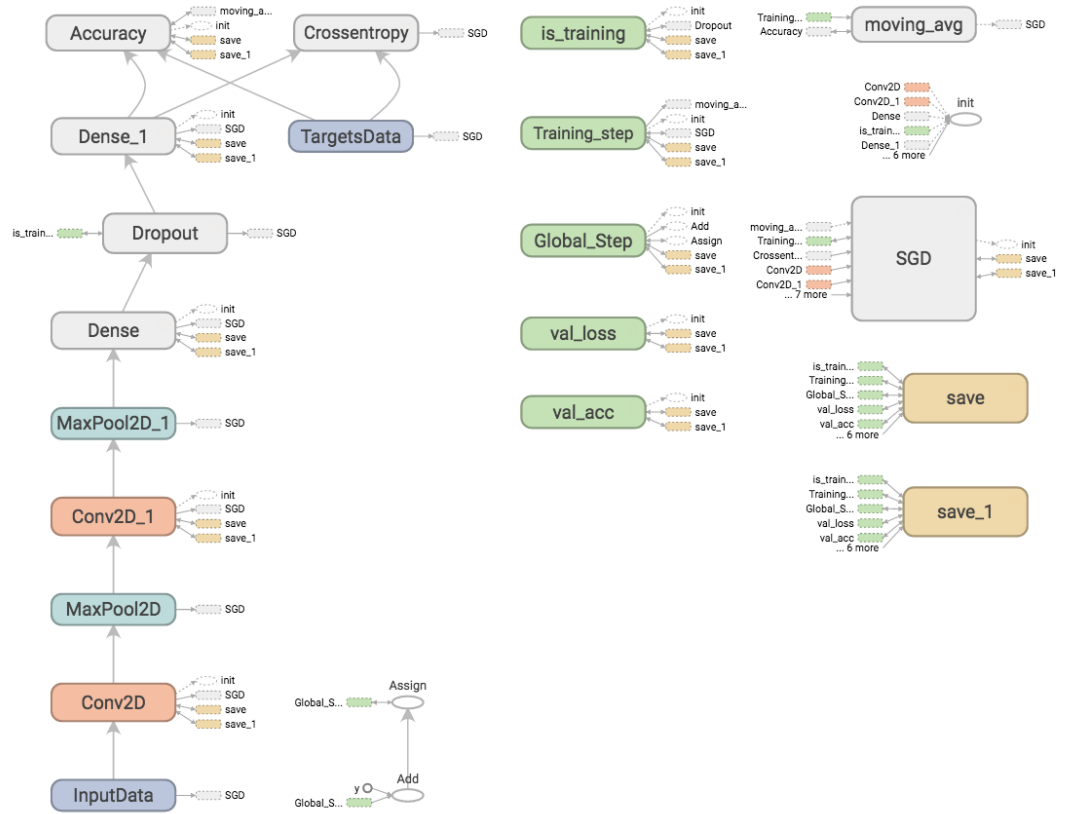 Accuracy
moving_a...
init
save
save_1
Crossentropy
SGD
Dense_1
init
SGD
save
save_1
TargetsData
SGD
is_train...
Dropout
SGD
Dense
init
SGD
save
save_1
MaxPool2D_1
SGD
Conv2D_1
init
SGD
save
save_1
MaxPool2D
SGD
Conv2D
init
SGD
save
save_1
InputData
SGD
Assign
Global_S...
Add
y
Global_S...
is_training
init
Dropout
save
save_1
Training_step
moving_a...
init
SGD
save
save_1
Global_Step
init
Add
Assign
save
save_1
val_loss
init
save
save_1
val_acc
init
save
save_1
Training...
Accuracy
moving_avg
SGD
Conv2D
Conv2D_1
Dense
is_train...
Dense_1
... 6 more
init
moving_a...
Training...
Crossent...
Conv2D
Conv2D_1
... 7 more
SGD
init
save
save_1
is_train...
Training...
Global_S...
val_loss
val_acc
... 6 more
save
is_train...
Training...
Global_S...
val_loss
val_acc
... 6 more
save_1